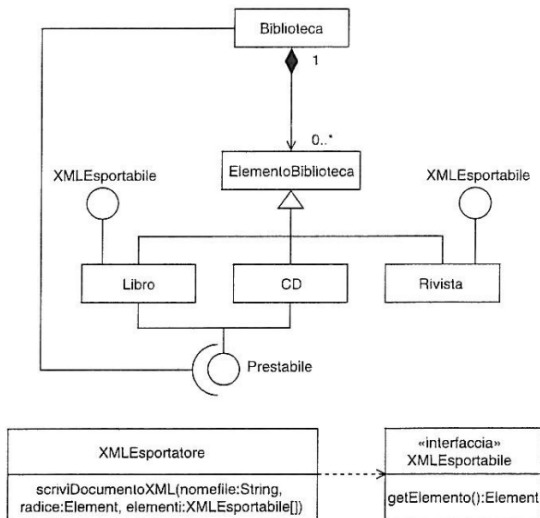 Biblioteca
1
0..*
ElementoBiblioteca
XMLEsportabile
XMLEsportabile
Libro
CD
Rivista
Prestabile
XMLEsportatore
scriviDocumentoXML(nomefile:String,
radice:Element, elementi:XMLEsportabile[])
«interfaccia»
XMLEsportabile
getElemento():Element